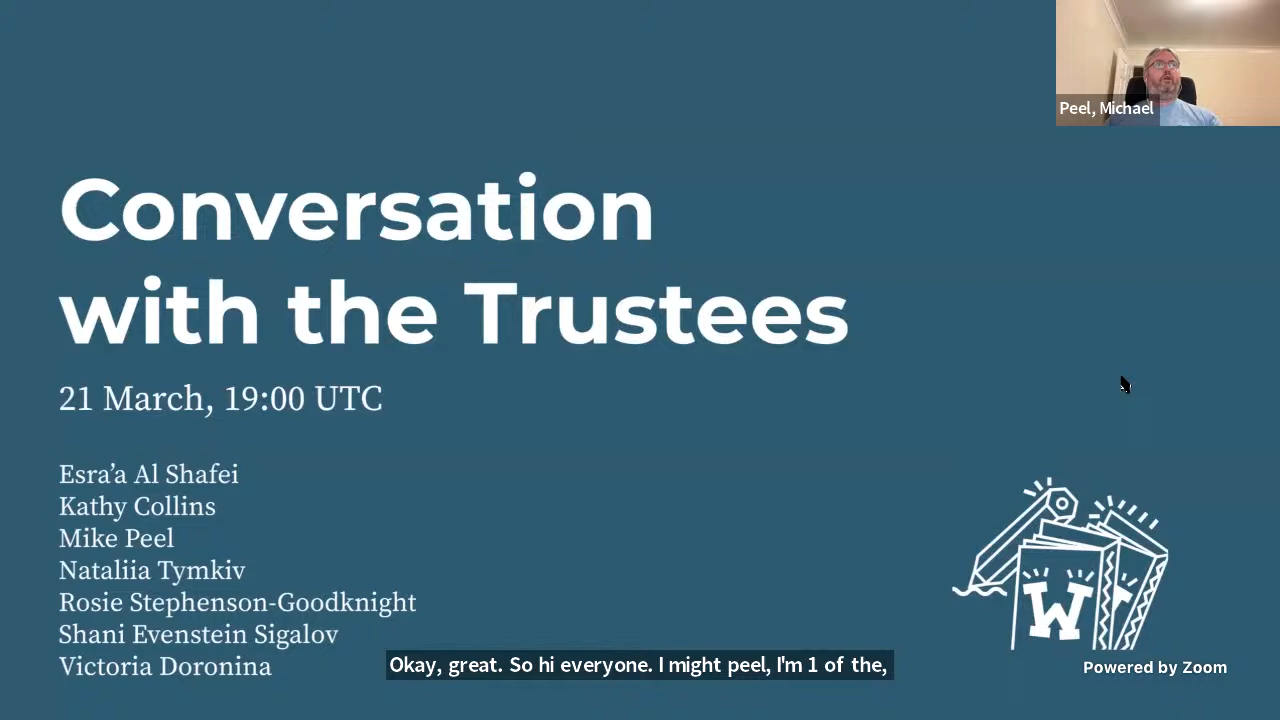 Peel, Michael
Conversation
with the Trustees
21 March, 19:00 UTC
Esra’a Al Shafei
Kathy Collins
Mike Peel
Nataliia Tymkiv
Rosie Stephenson-Goodknight
Shani Evenstein Sigalov
Victoria Doronina
W
Okay, great. So hi everyone. I might peel, I'm 1 of the,
Powered by Zoom